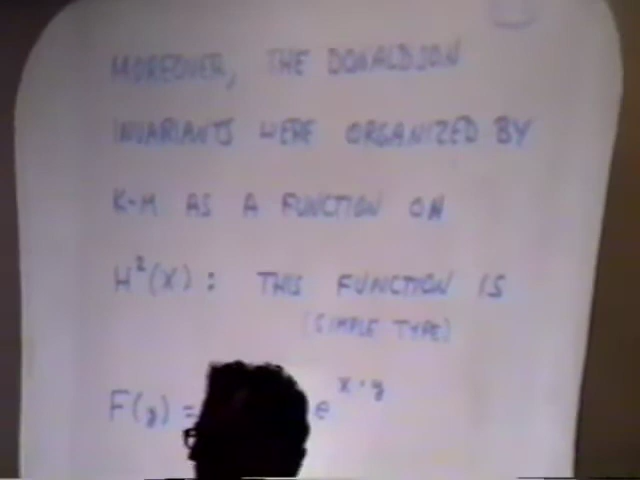 MOREOVER, THE DONALDSON
INVARIANTS WERE ORGANIZED BY
K-M AS A FUNCTION ON
H²(X): THIS FUNCTION IS
(SIMPLE TYPE)
F(y) = e^{x·y}